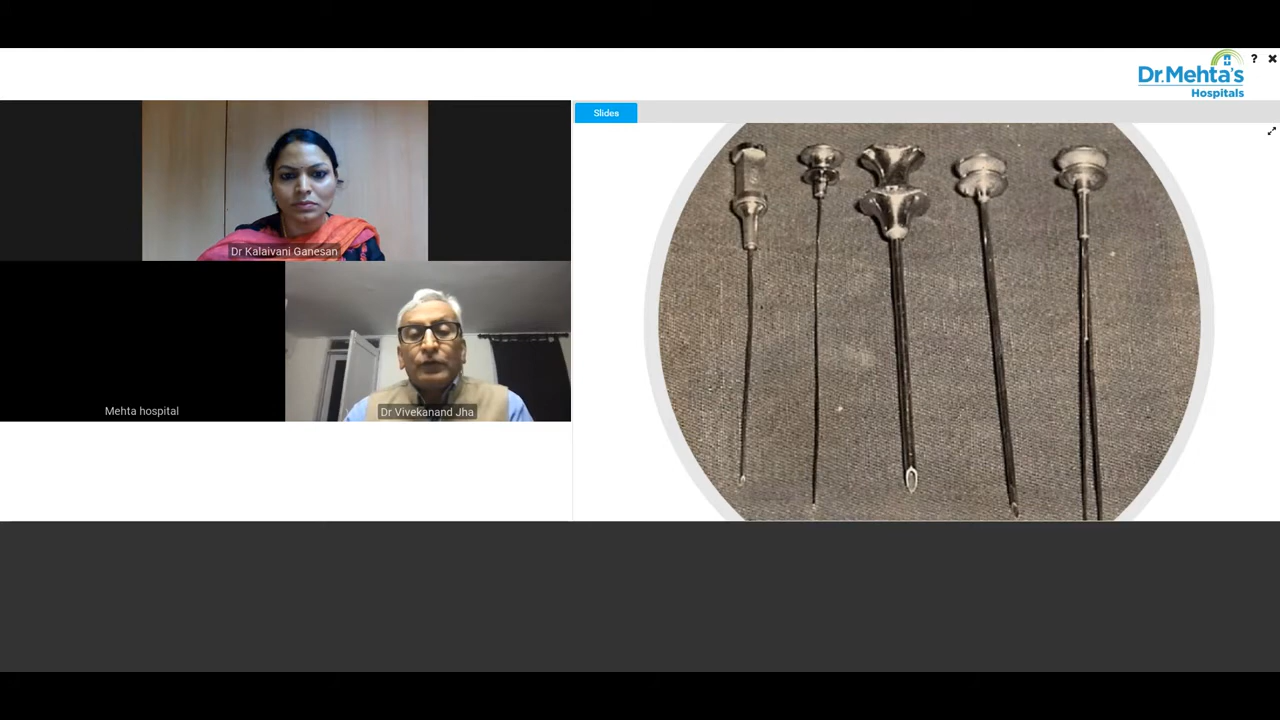 Dr.Mehta's
Hospitals
?
Slides
Dr Kalaivani Ganesan
Mehta hospital
Dr Vivekanand Jha